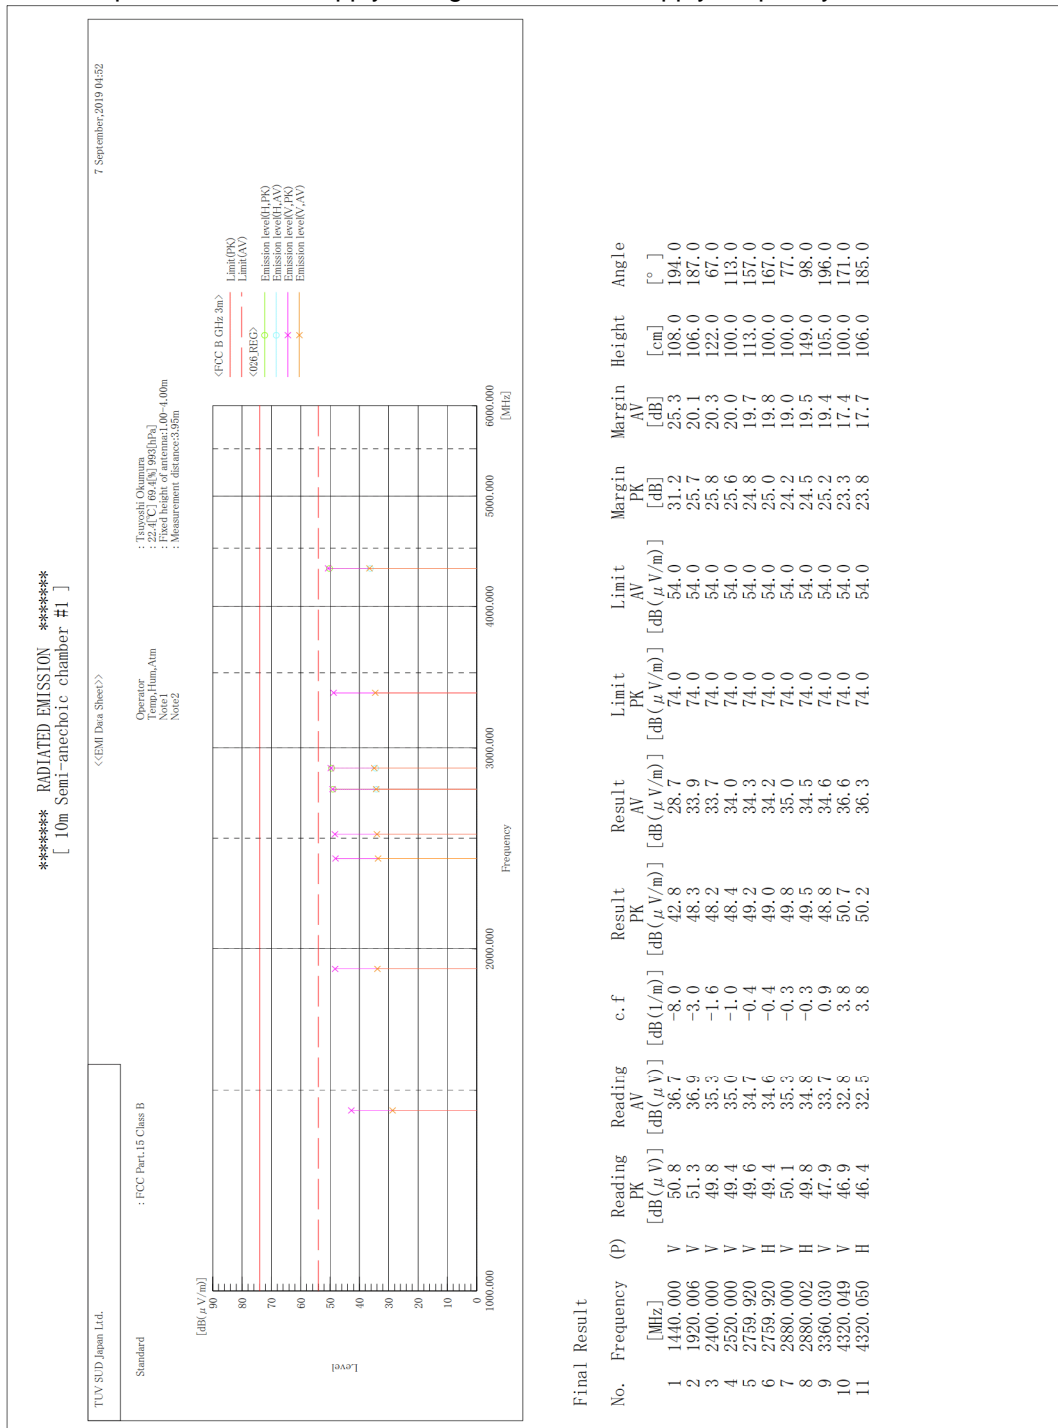 ******* RADIATED EMISSION *******
[ 10m Semi-anechoic chamber #1 ]
TUV SUD Japan Ltd.
<<EMI Data Sheet>>
7 September,2019 04:52
Standard : FCC Part.15 Class B
Operator : Tsuyoshi Okumura
Temp,Hum,Atm : 22.4[℃] 69.4[%] 993[hPa]
Note1 : Fixed height of antenna:1.00-4.00m
Note2 : Measurement distance:3.95m
<FCC B GHz 3m>
Limit(PK)
Limit(AV)
<026_REG>
Emission level(H,PK)
Emission level(H,AV)
Emission level(V,PK)
Emission level(V,AV)
[dB(μV/m)]
90
80
70
60
50
40
30
20
10
0
Level
1000.000 2000.000 3000.000 4000.000 5000.000 6000.000
Frequency
[MHz]
Final Result
No. Frequency (P) Reading Reading c.f Result Result Limit Limit Margin Margin Height Angle
PK AV PK AV PK AV PK AV
[MHz] [dB(μV)] [dB(μV)] [dB(1/m)] [dB(μV/m)] [dB(μV/m)] [dB(μV/m)] [dB(μV/m)] [dB] [dB] [cm] [°]
1 1440.000 V 50.8 36.7 -8.0 42.8 28.7 74.0 54.0 31.2 25.3 108.0 194.0
2 1920.006 V 51.3 36.9 -3.0 48.3 33.9 74.0 54.0 25.7 20.1 106.0 187.0
3 2400.000 V 49.8 35.3 -1.6 48.2 33.7 74.0 54.0 25.8 20.3 122.0 67.0
4 2520.000 V 49.4 35.0 -1.0 48.4 34.0 74.0 54.0 25.6 20.0 100.0 113.0
5 2759.920 V 49.6 34.7 -0.4 49.2 34.3 74.0 54.0 24.8 19.7 113.0 157.0
6 2759.920 H 49.4 34.6 -0.4 49.0 34.2 74.0 54.0 25.0 19.8 100.0 167.0
7 2880.000 V 50.1 35.3 -0.3 49.8 35.0 74.0 54.0 24.2 19.0 100.0 77.0
8 2880.002 H 49.8 34.8 -0.3 49.5 34.5 74.0 54.0 24.5 19.5 149.0 98.0
9 3360.030 V 47.9 33.7 0.9 48.8 34.6 74.0 54.0 25.2 19.4 105.0 196.0
10 4320.049 V 46.9 32.8 3.8 50.7 36.6 74.0 54.0 23.3 17.4 100.0 171.0
11 4320.050 H 46.4 32.5 3.8 50.2 36.3 74.0 54.0 23.8 17.7 106.0 185.0